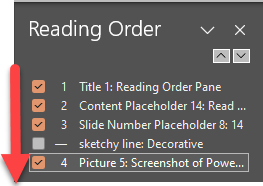 Reading Order
1 Title 1: Reading Order Pane
2 Content Placeholder 14: Read ...
3 Slide Number Placeholder 8: 14
— sketchy line: Decorative
4 Picture 5: Screenshot of Powe...